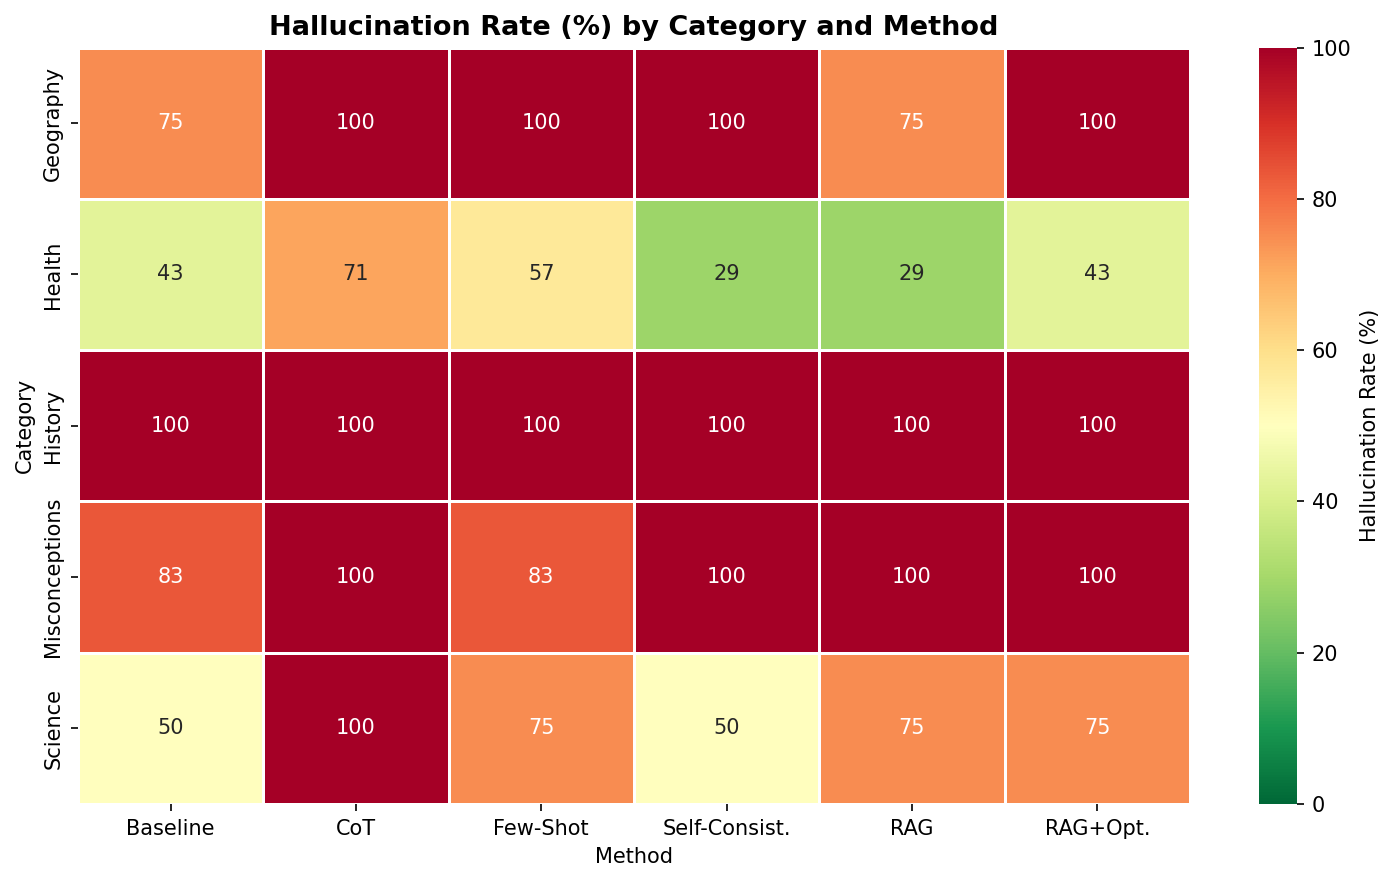 Hallucination Rate (%) by Category and Method
Category
Geography
75 100 100 100 75 100
Health
43 71 57 29 29 43
History
100 100 100 100 100 100
Misconceptions
83 100 83 100 100 100
Science
50 100 75 50 75 75
Baseline CoT Few-Shot Self-Consist. RAG RAG+Opt.
Method
100
80
60
40
20
0
Hallucination Rate (%)